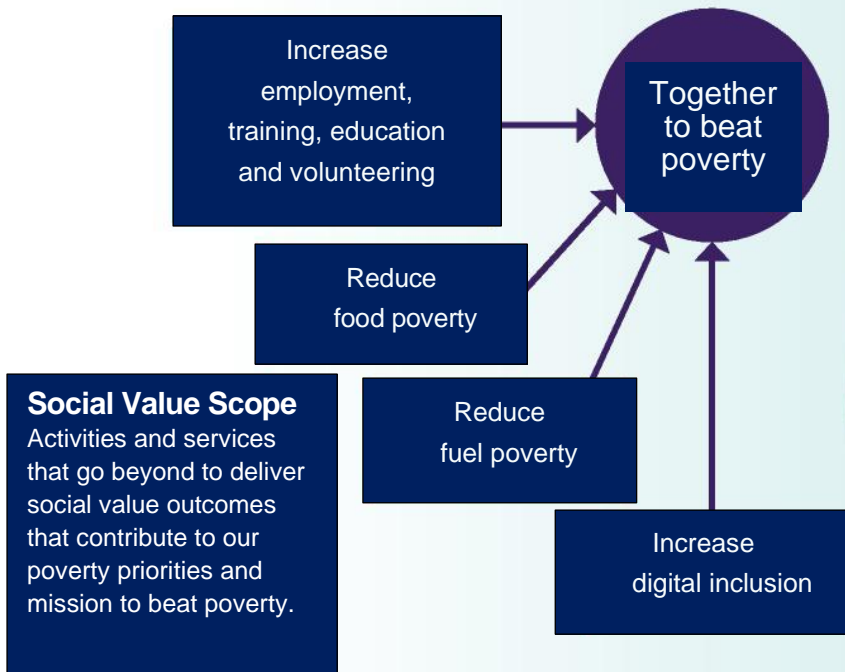 Increase
employment,
training, education
and volunteering
Together
to beat
poverty
Reduce
food poverty
Reduce
fuel poverty
Social Value Scope
Activities and services
that go beyond to deliver
social value outcomes
that contribute to our
poverty priorities and
mission to beat poverty.
Increase
digital inclusion